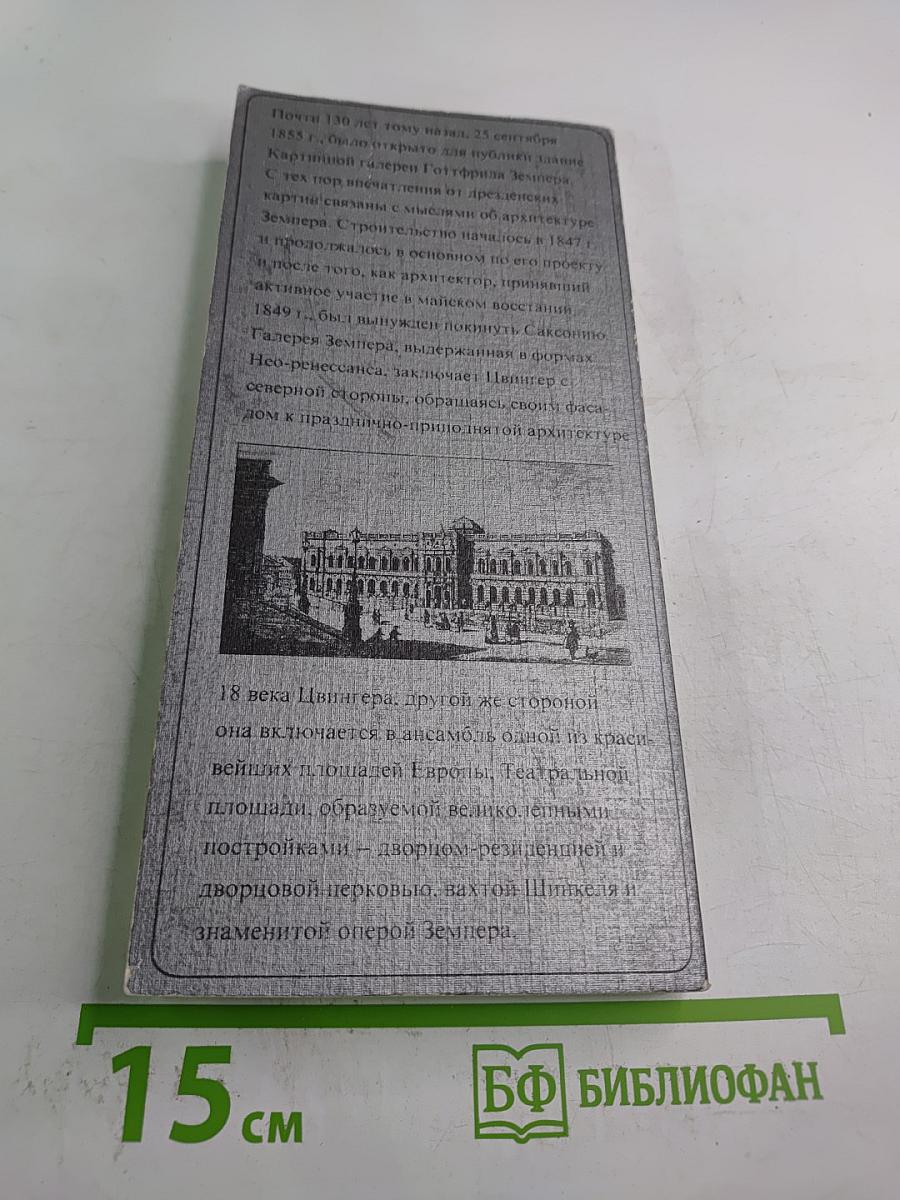 Почти 130 лет тому назад, 25 сентября
1855 г., было открыто для публики здание
Картинной галереи Готтфрида Земпера.
С тех пор впечатления от дрезденских
картин связаны с мыслями об архитектуре
Земпера. Строительство началось в 1847 г.
и продолжалось в основном по его проекту
и после того, как архитектор, принявший
активное участие в майском восстании
1849 г., был вынужден покинуть Саксонию.
Галерея Земпера, выдержанная в формах
Нео-ренессанса, заключает Цвингер с
северной стороны, обращаясь своим фаса-
дом к празднично-приподнятой архитектуре
18 века Цвингера; другой же стороной
она включается в ансамбль одной из краси-
вейших площадей Европы, Театральной
площади, образуемой великолепными
постройками – дворцом-резиденцией и
дворцовой церковью, вахтой Шинкеля и
знаменитой оперой Земпера.
15 см
БФ БИБЛИОФАН